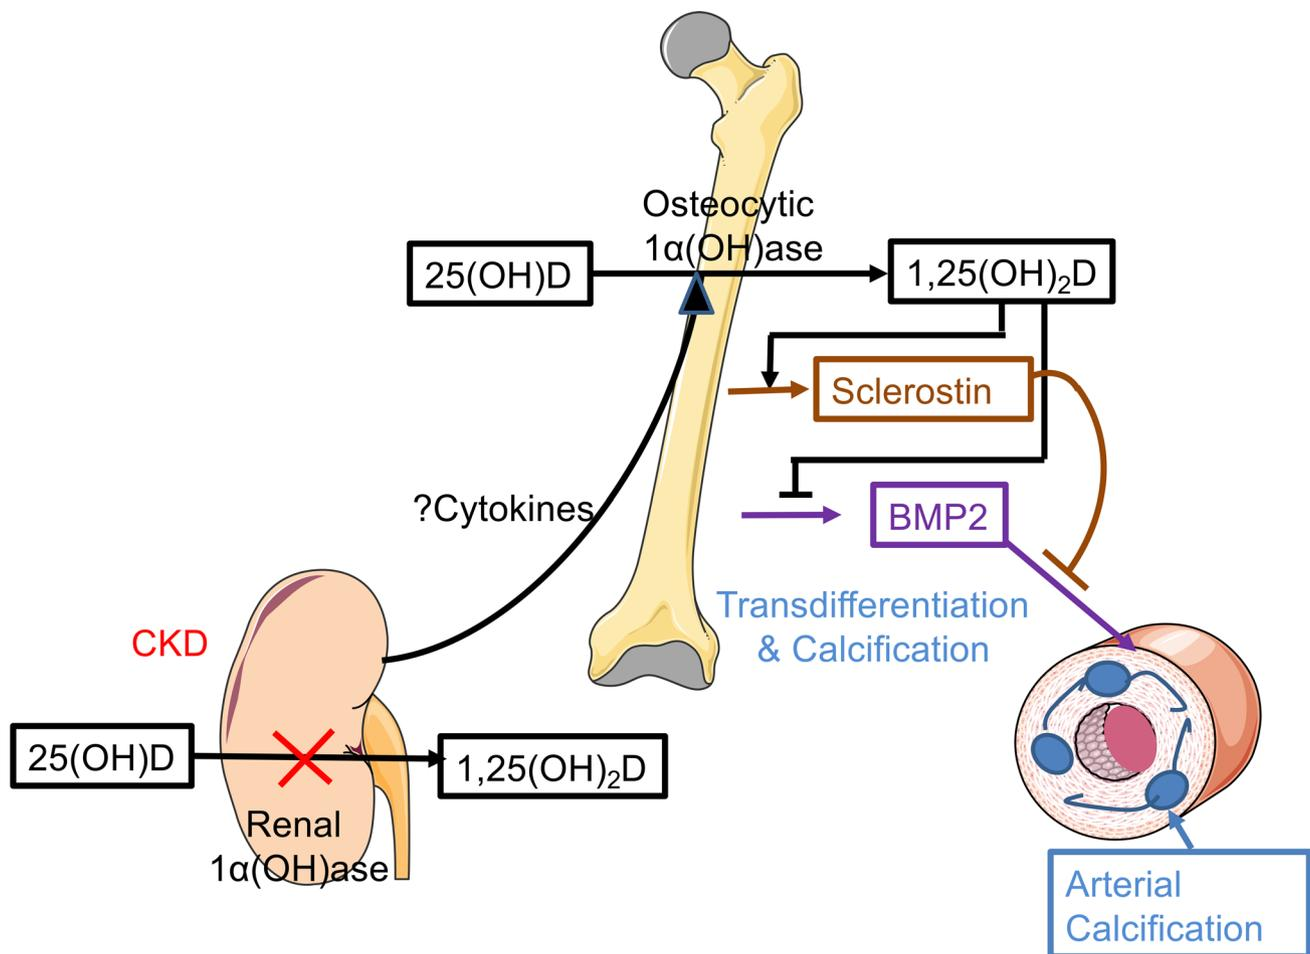 Osteocytic
1α(OH)ase
25(OH)D
1,25(OH)₂D
Sclerostin
?Cytokines
BMP2
Transdifferentiation
& Calcification
CKD
25(OH)D
1,25(OH)₂D
Renal
1α(OH)ase
Arterial
Calcification